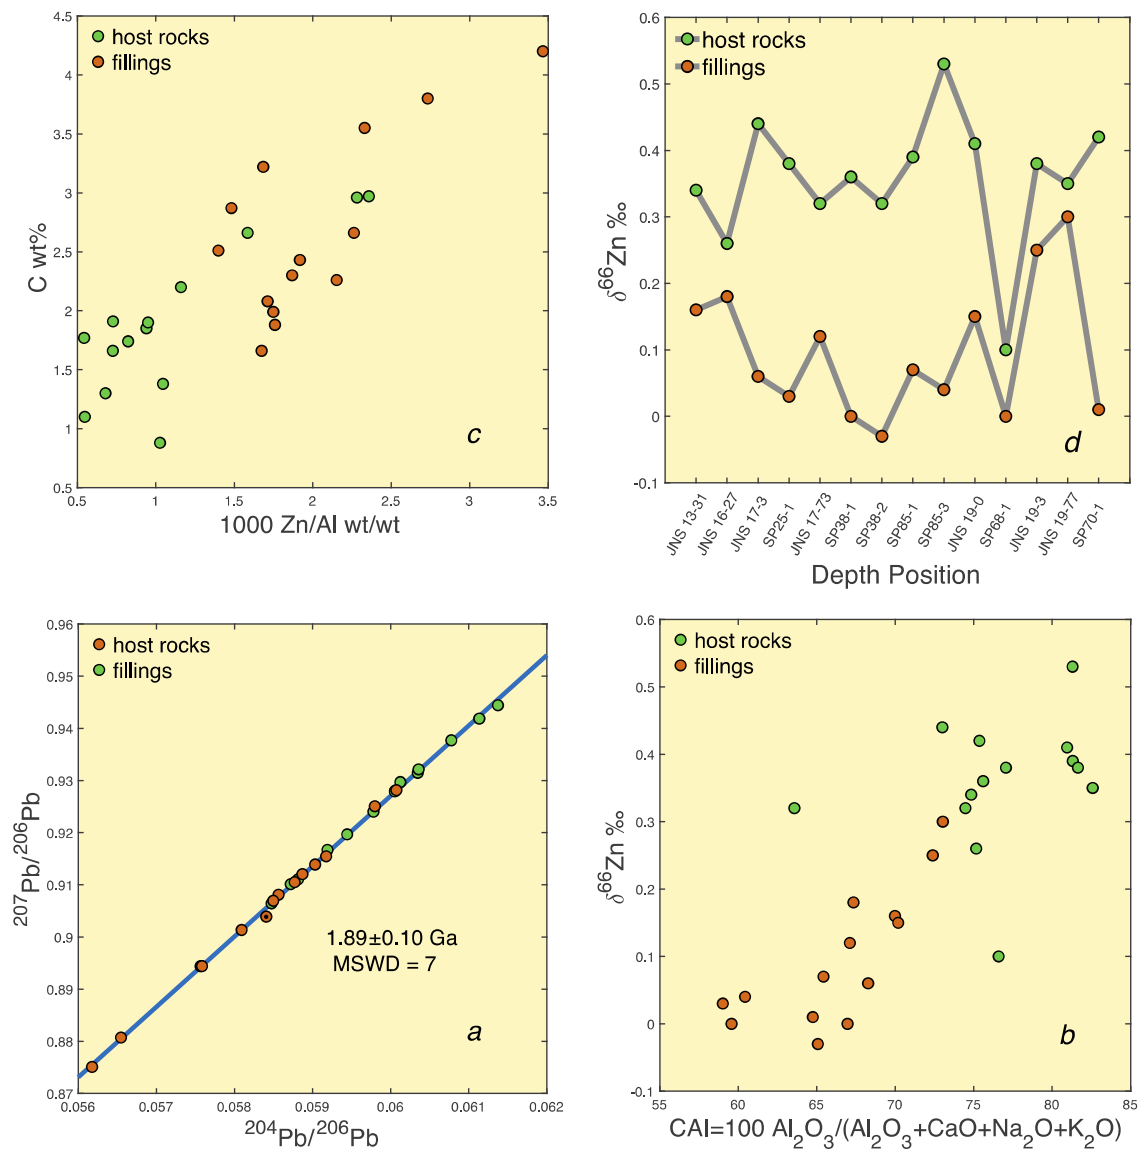 4.5
4
3.5
3
2.5
2
1.5
1
0.5
host rocks
fillings
c
0.5 1 1.5 2 2.5 3 3.5
C wt%
1000 Zn/Al wt/wt
0.6
0.5
0.4
0.3
0.2
0.1
0
-0.1
host rocks
fillings
d
δ⁶⁶Zn ‰
JNS 13-31
JNS 16-27
JNS 17-3
SP25-1
JNS 17-73
SP38-1
SP38-2
SP85-1
SP85-3
JNS 19-0
SP68-1
JNS 19-3
JNS 19-77
SP70-1
Depth Position
0.96
0.95
0.94
0.93
0.92
0.91
0.9
0.89
0.88
0.87
host rocks
fillings
1.89±0.10 Ga
MSWD = 7
a
0.056 0.057 0.058 0.059 0.06 0.061 0.062
²⁰⁷Pb/²⁰⁶Pb
²⁰⁴Pb/²⁰⁶Pb
0.6
0.5
0.4
0.3
0.2
0.1
0
-0.1
host rocks
fillings
b
55 60 65 70 75 80 85
δ⁶⁶Zn ‰
CAI=100 Al₂O₃/(Al₂O₃+CaO+Na₂O+K₂O)